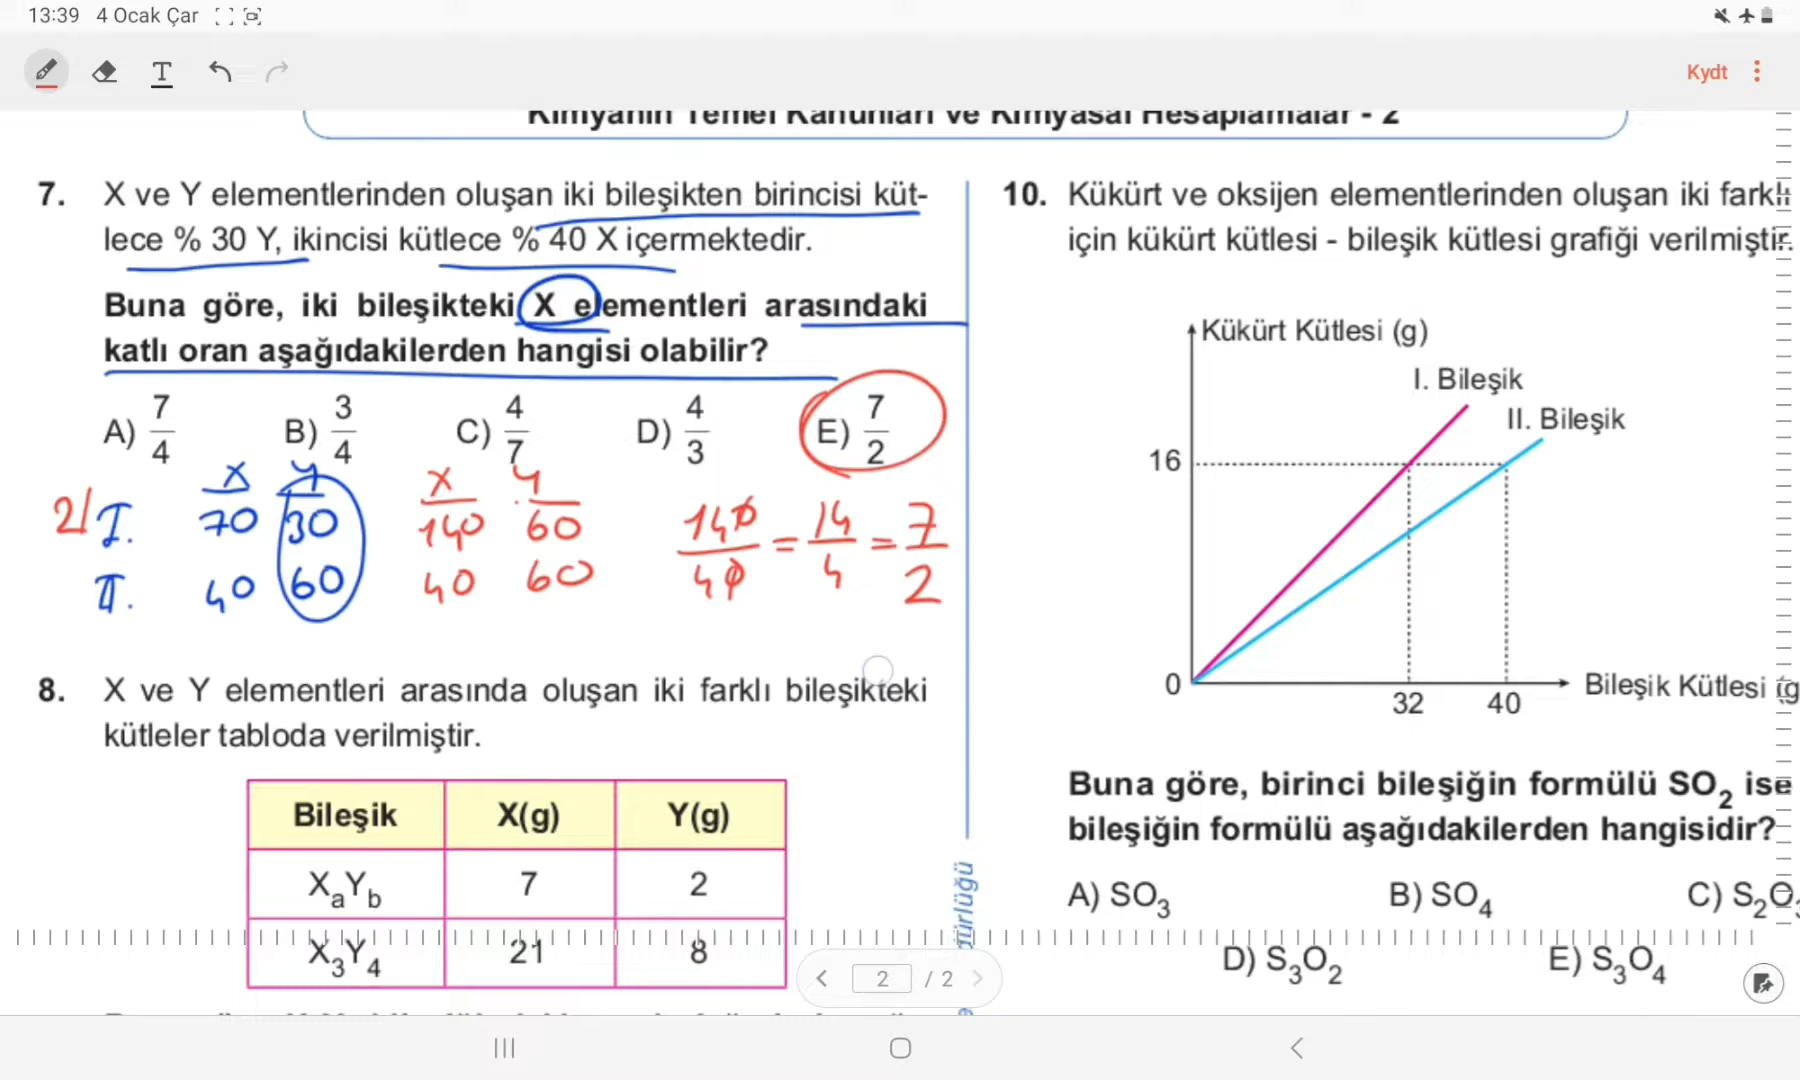 13:39 4 Ocak Çar
T
Kydt
Kimyanın Temel Kanunları ve Kimyasal Hesaplamalar - 2
7. X ve Y elementlerinden oluşan iki bileşikten birincisi küt-
lece % 30 Y, ikincisi kütlece % 40 X içermektedir.
Buna göre, iki bileşikteki X elementleri arasındaki
katlı oran aşağıdakilerden hangisi olabilir?
A) 7/4 B) 3/4 C) 4/7 D) 4/3 E) 7/2
X Y X Y
2/ I. 70 30 140 60 140/40 = 14/4 = 7/2
II. 40 60 40 60
8. X ve Y elementleri arasında oluşan iki farklı bileşikteki
kütleler tabloda verilmiştir.
Bileşik X(g) Y(g)
XaYb 7 2
X3Y4 21 8
10. Kükürt ve oksijen elementlerinden oluşan iki farklı
için kükürt kütlesi - bileşik kütlesi grafiği verilmiştir.
Kükürt Kütlesi (g)
I. Bileşik
II. Bileşik
16
0
32 40
Bileşik Kütlesi (g
Buna göre, birinci bileşiğin formülü SO2 ise
bileşiğin formülü aşağıdakilerden hangisidir?
A) SO3 B) SO4 C) S2O3
D) S3O2 E) S3O4
2 / 2